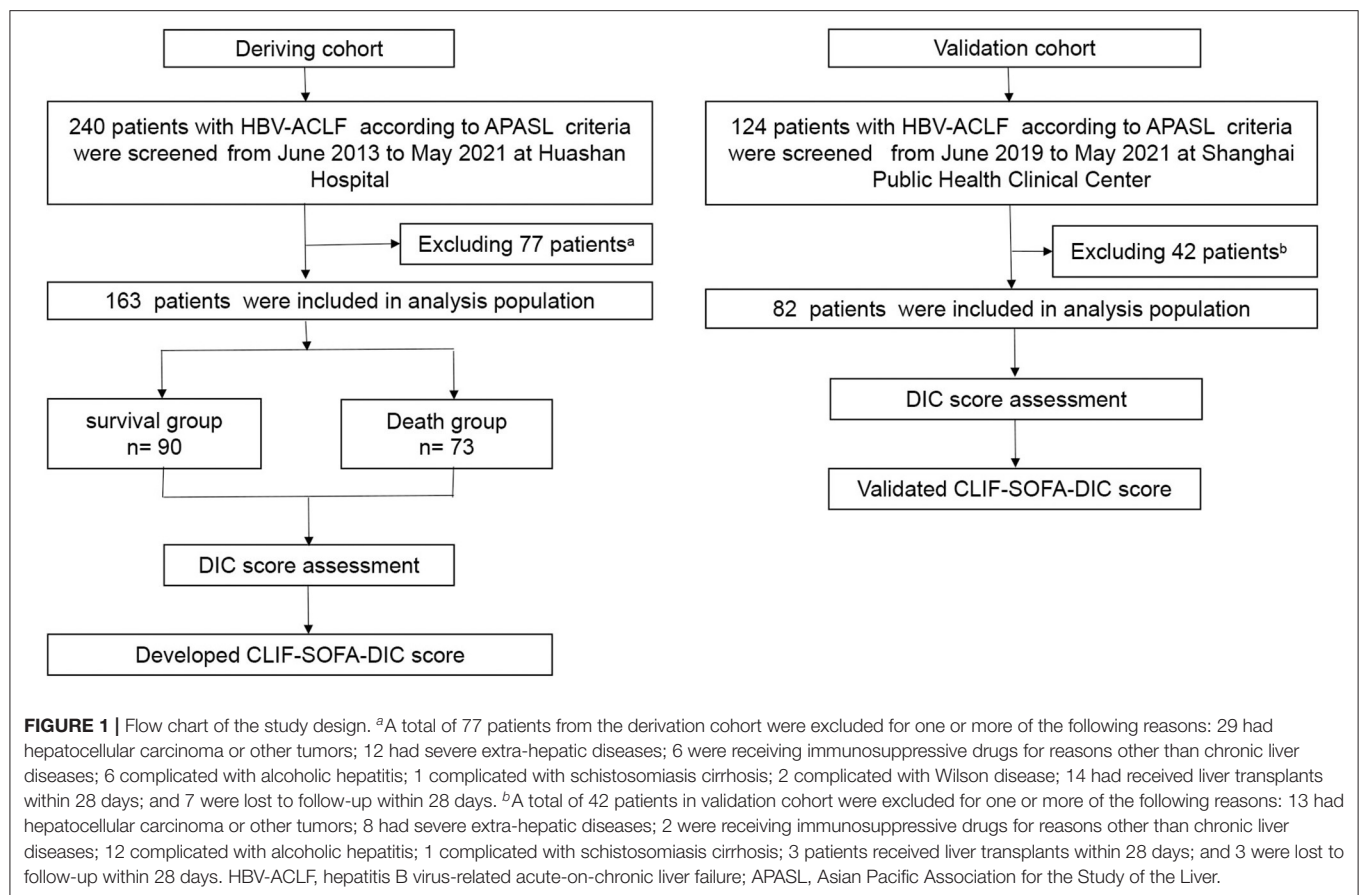 Deriving cohort
240 patients with HBV-ACLF according to APASL criteria
were screened from June 2013 to May 2021 at Huashan
Hospital
Excluding 77 patientsᵃ
163 patients were included in analysis population
survival group
n= 90
Death group
n= 73
DIC score assessment
Developed CLIF-SOFA-DIC score
Validation cohort
124 patients with HBV-ACLF according to APASL criteria
were screened from June 2019 to May 2021 at Shanghai
Public Health Clinical Center
Excluding 42 patientsᵇ
82 patients were included in analysis population
DIC score assessment
Validated CLIF-SOFA-DIC score
FIGURE 1 | Flow chart of the study design. ᵃA total of 77 patients from the derivation cohort were excluded for one or more of the following reasons: 29 had
hepatocellular carcinoma or other tumors; 12 had severe extra-hepatic diseases; 6 were receiving immunosuppressive drugs for reasons other than chronic liver
diseases; 6 complicated with alcoholic hepatitis; 1 complicated with schistosomiasis cirrhosis; 2 complicated with Wilson disease; 14 had received liver transplants
within 28 days; and 7 were lost to follow-up within 28 days. ᵇA total of 42 patients in validation cohort were excluded for one or more of the following reasons: 13 had
hepatocellular carcinoma or other tumors; 8 had severe extra-hepatic diseases; 2 were receiving immunosuppressive drugs for reasons other than chronic liver
diseases; 12 complicated with alcoholic hepatitis; 1 complicated with schistosomiasis cirrhosis; 3 patients received liver transplants within 28 days; and 3 were lost to
follow-up within 28 days. HBV-ACLF, hepatitis B virus-related acute-on-chronic liver failure; APASL, Asian Pacific Association for the Study of the Liver.